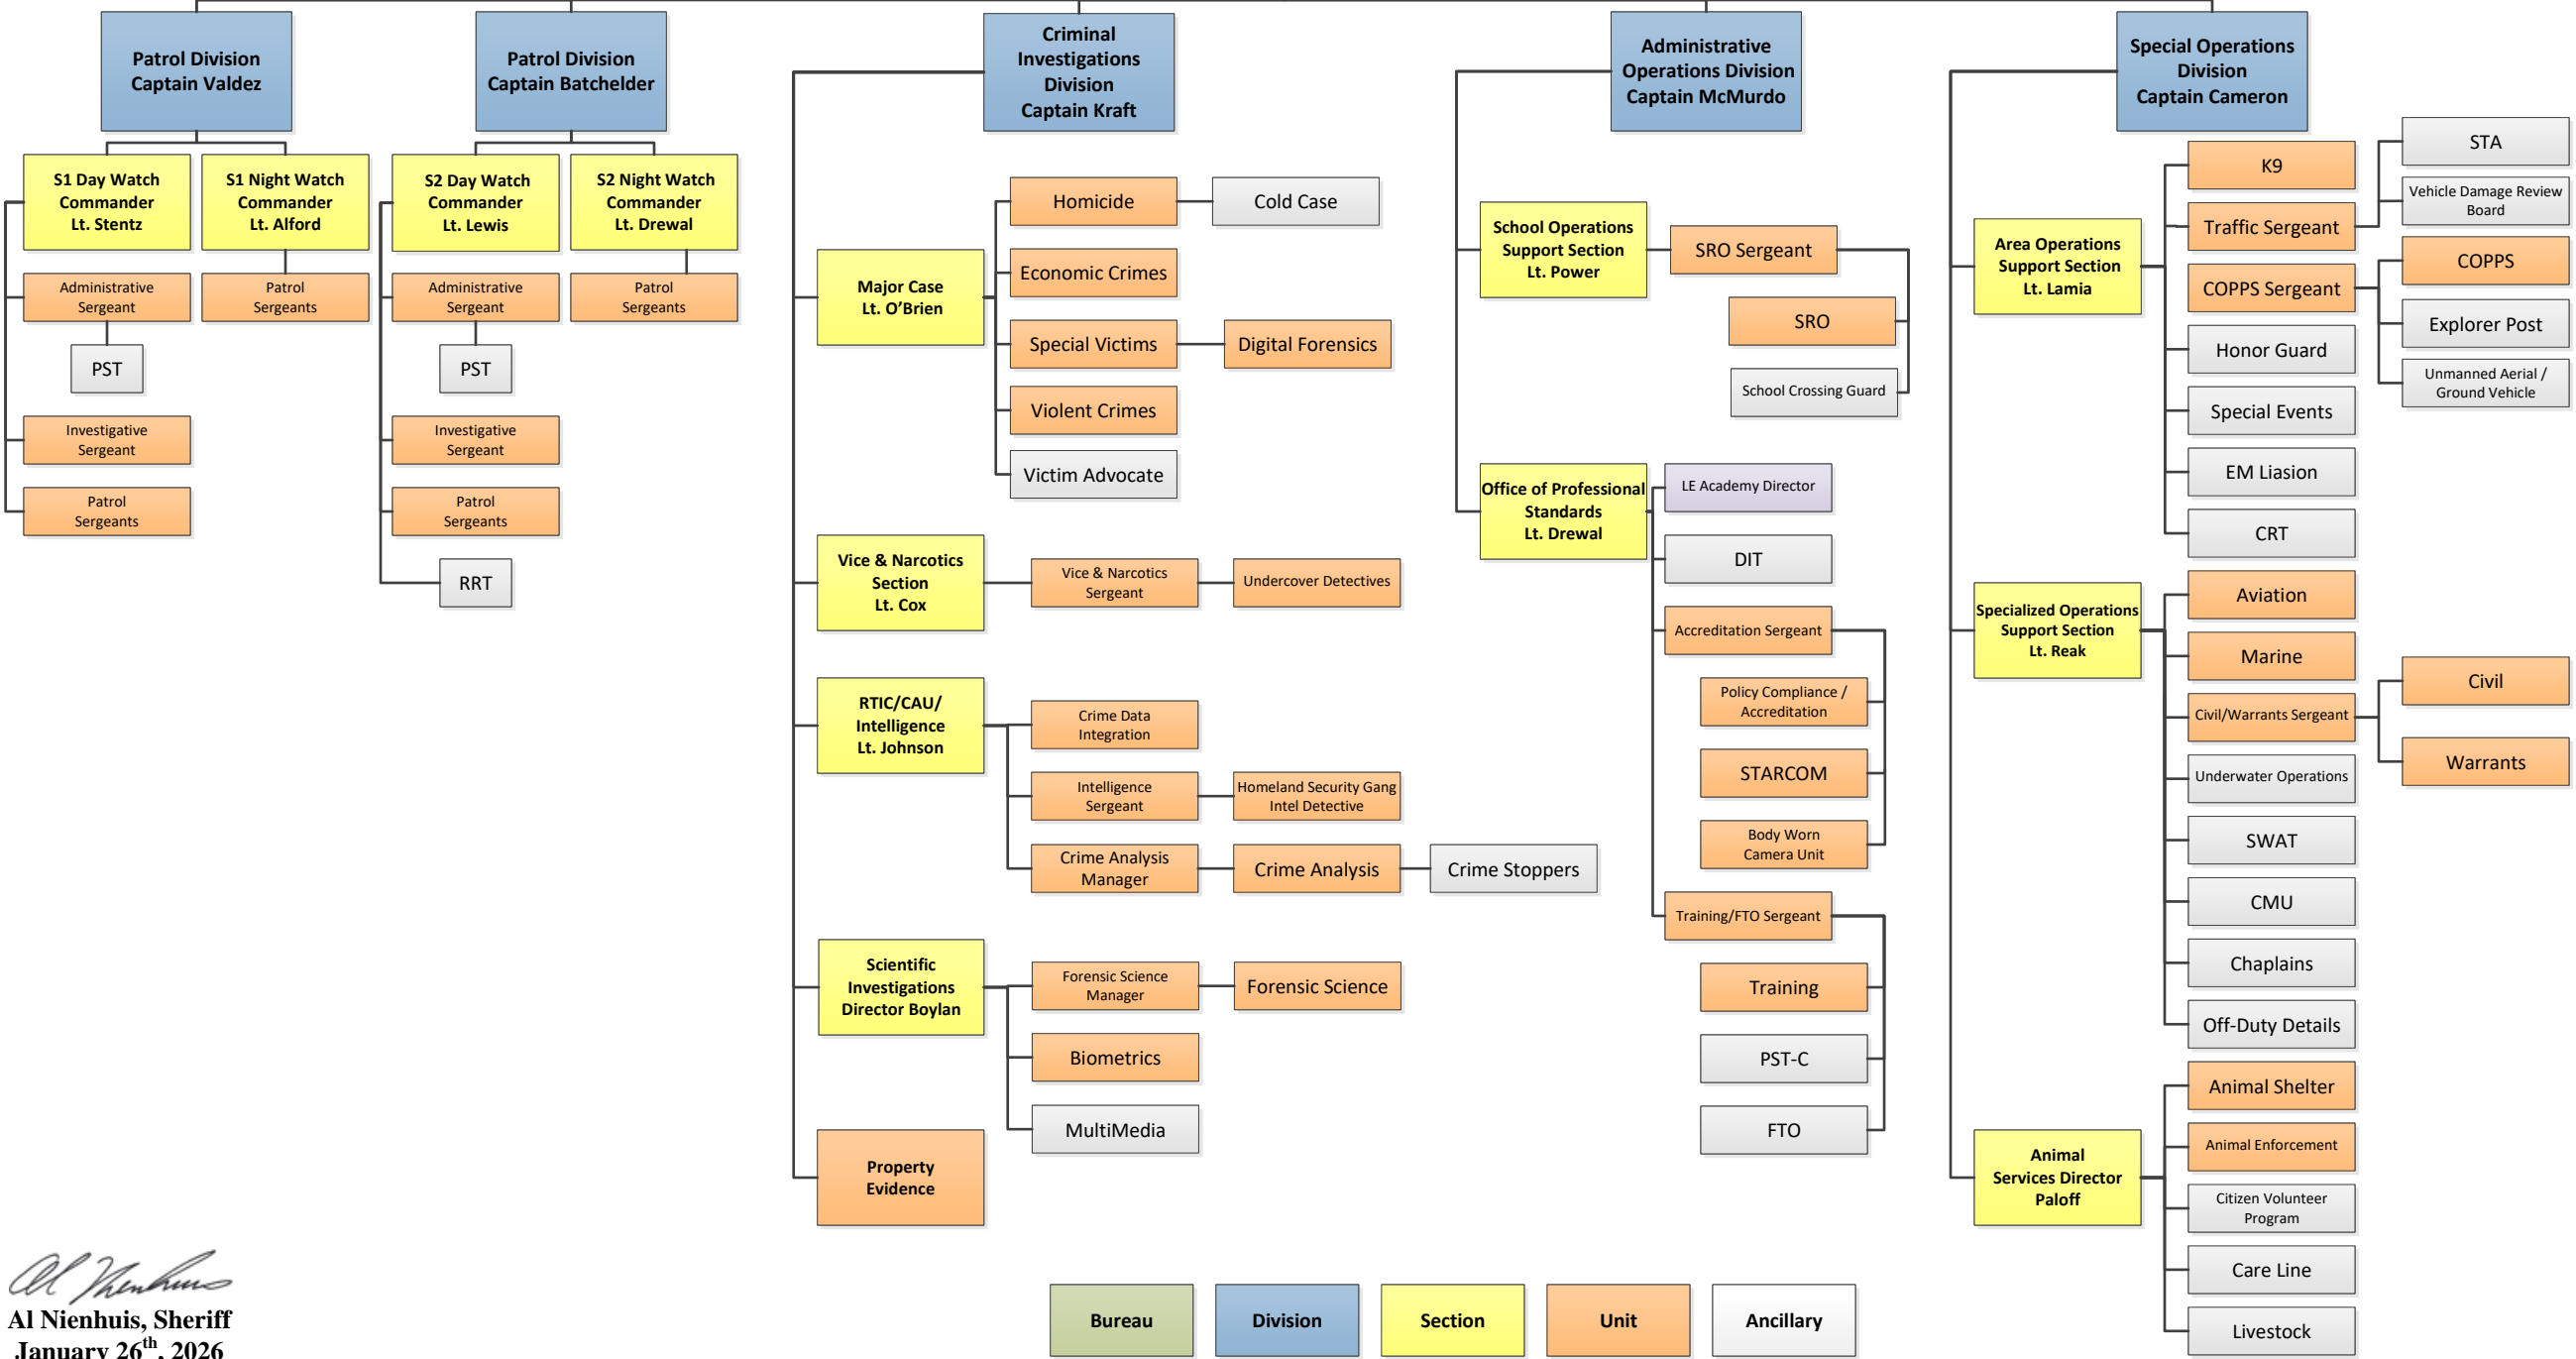 Patrol Division
Captain Valdez
Patrol Division
Captain Batchelder
Criminal
Investigations
Division
Captain Kraft
Administrative
Operations Division
Captain McMurdo
Special Operations
Division
Captain Cameron
S1 Day Watch
Commander
Lt. Stentz
S1 Night Watch
Commander
Lt. Alford
Administrative
Sergeant
Patrol
Sergeants
PST
Investigative
Sergeant
Patrol
Sergeants
S2 Day Watch
Commander
Lt. Lewis
S2 Night Watch
Commander
Lt. Drewal
Administrative
Sergeant
Patrol
Sergeants
PST
Investigative
Sergeant
Patrol
Sergeants
RRT
Major Case
Lt. O’Brien
Homicide
Cold Case
Economic Crimes
Special Victims
Digital Forensics
Violent Crimes
Victim Advocate
Vice & Narcotics
Section
Lt. Cox
Vice & Narcotics
Sergeant
Undercover Detectives
RTIC/CAU/
Intelligence
Lt. Johnson
Crime Data
Integration
Intelligence
Sergeant
Homeland Security Gang
Intel Detective
Crime Analysis
Manager
Crime Analysis
Crime Stoppers
Scientific
Investigations
Director Boylan
Forensic Science
Manager
Forensic Science
Biometrics
MultiMedia
Property
Evidence
School Operations
Support Section
Lt. Power
SRO Sergeant
SRO
School Crossing Guard
Office of Professional
Standards
Lt. Drewal
LE Academy Director
DIT
Accreditation Sergeant
Policy Compliance /
Accreditation
STARCOM
Body Worn
Camera Unit
Training/FTO Sergeant
Training
PST-C
FTO
Area Operations
Support Section
Lt. Lamia
K9
Traffic Sergeant
STA
Vehicle Damage Review
Board
COPPS Sergeant
COPPS
Explorer Post
Unmanned Aerial /
Ground Vehicle
Honor Guard
Special Events
EM Liasion
CRT
Specialized Operations
Support Section
Lt. Reak
Aviation
Marine
Civil/Warrants Sergeant
Civil
Warrants
Underwater Operations
SWAT
CMU
Chaplains
Off-Duty Details
Animal
Services Director
Paloff
Animal Shelter
Animal Enforcement
Citizen Volunteer
Program
Care Line
Livestock
Al Nienhuis
Al Nienhuis, Sheriff
January 26th, 2026
Bureau
Division
Section
Unit
Ancillary